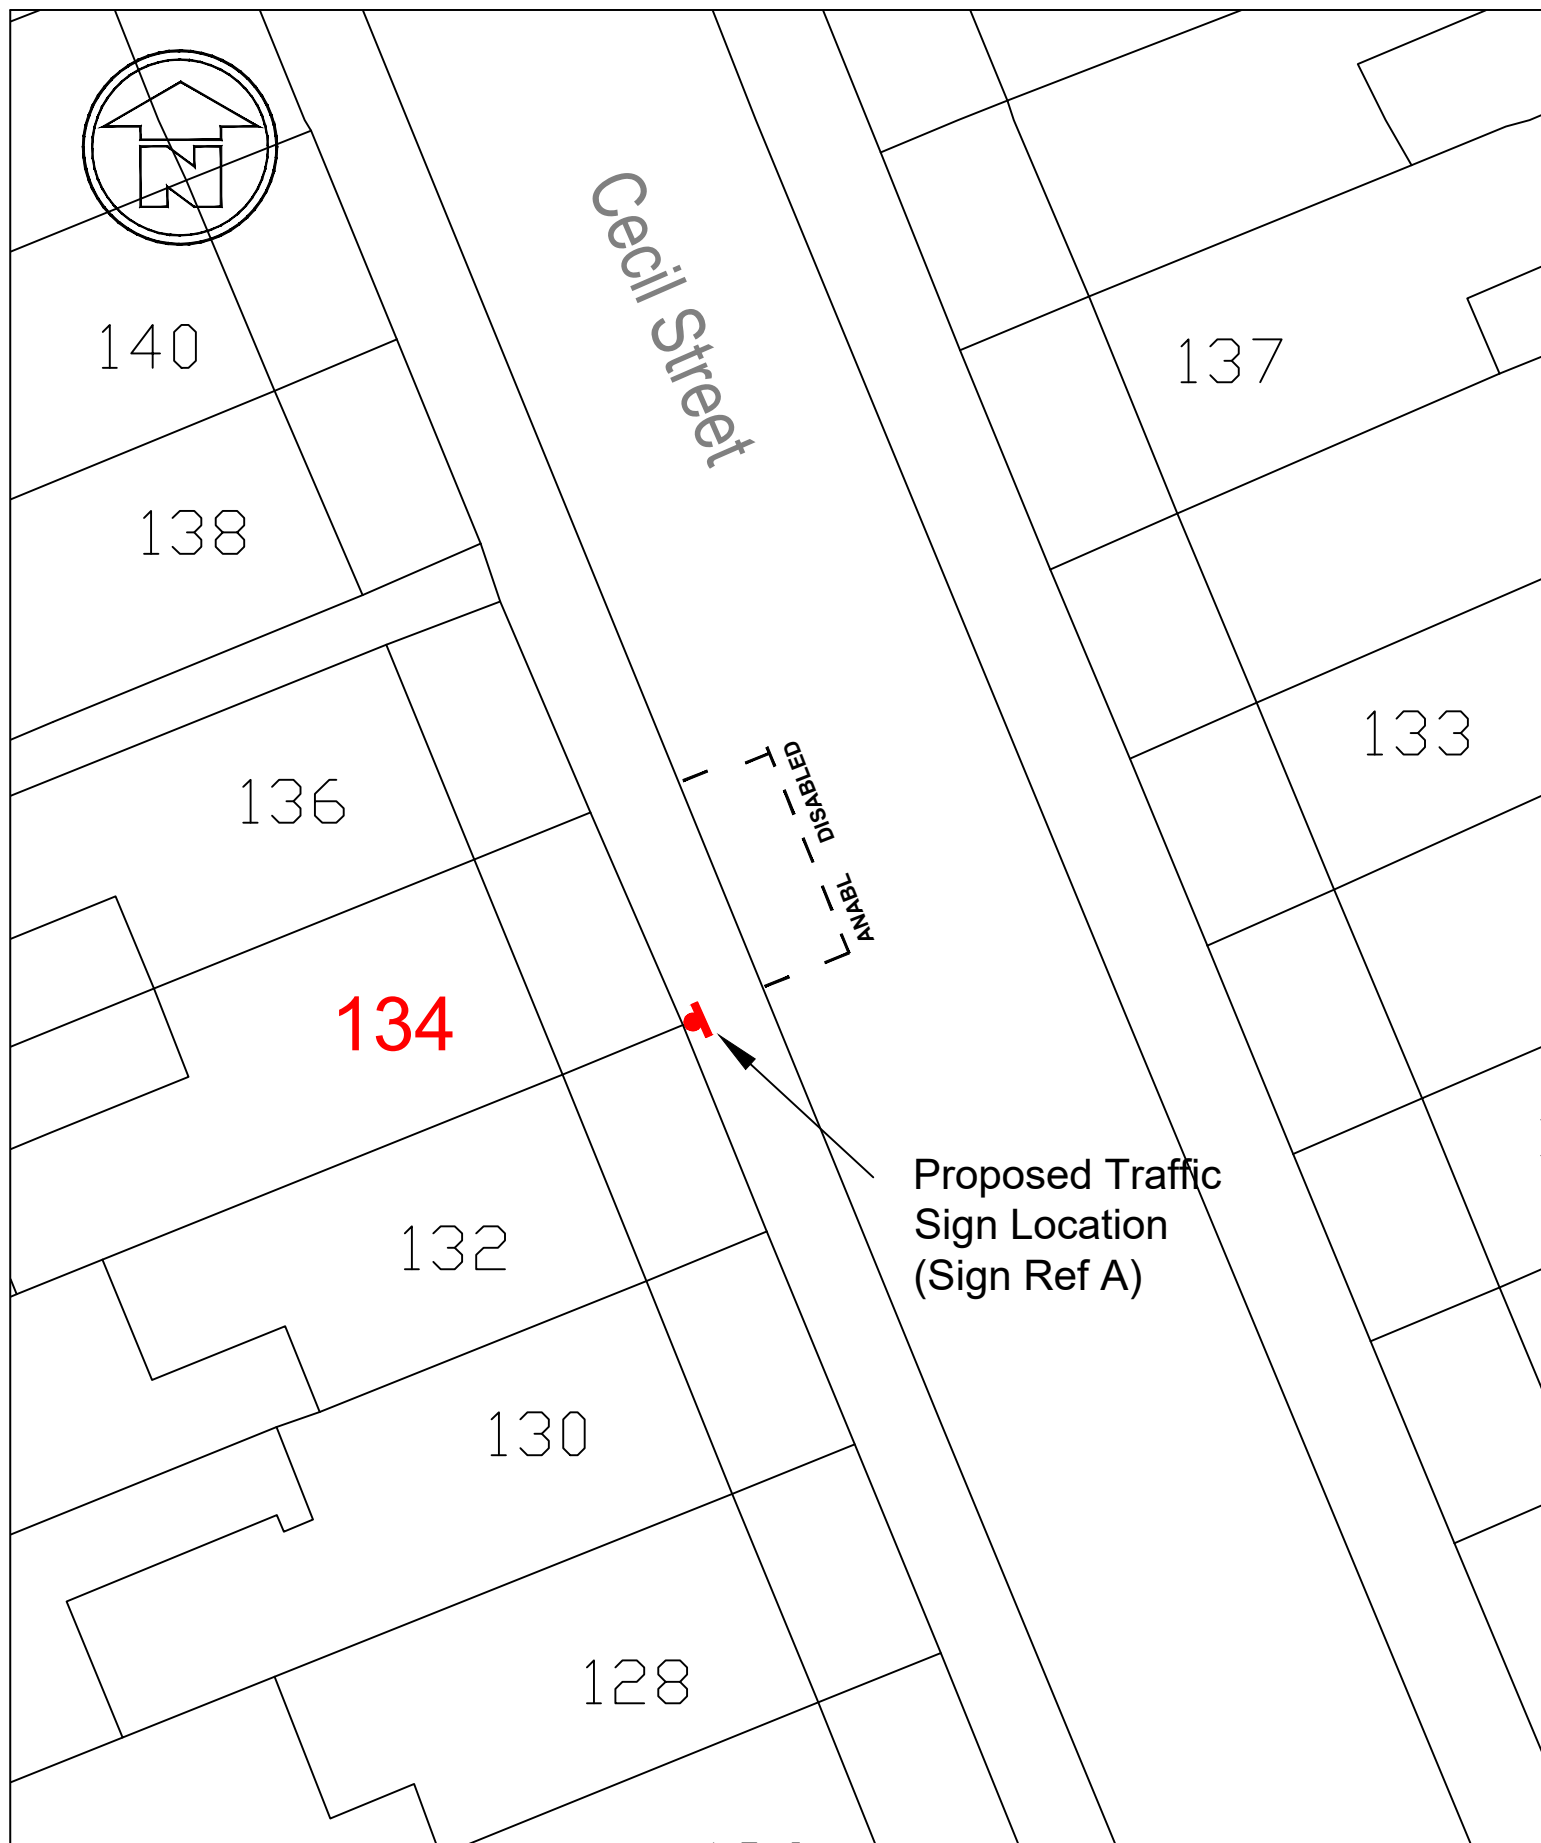 N
Cecil Street
140
137
138
133
136
DISABLED
ANABL
134
Proposed Traffic
Sign Location
(Sign Ref A)
132
130
128